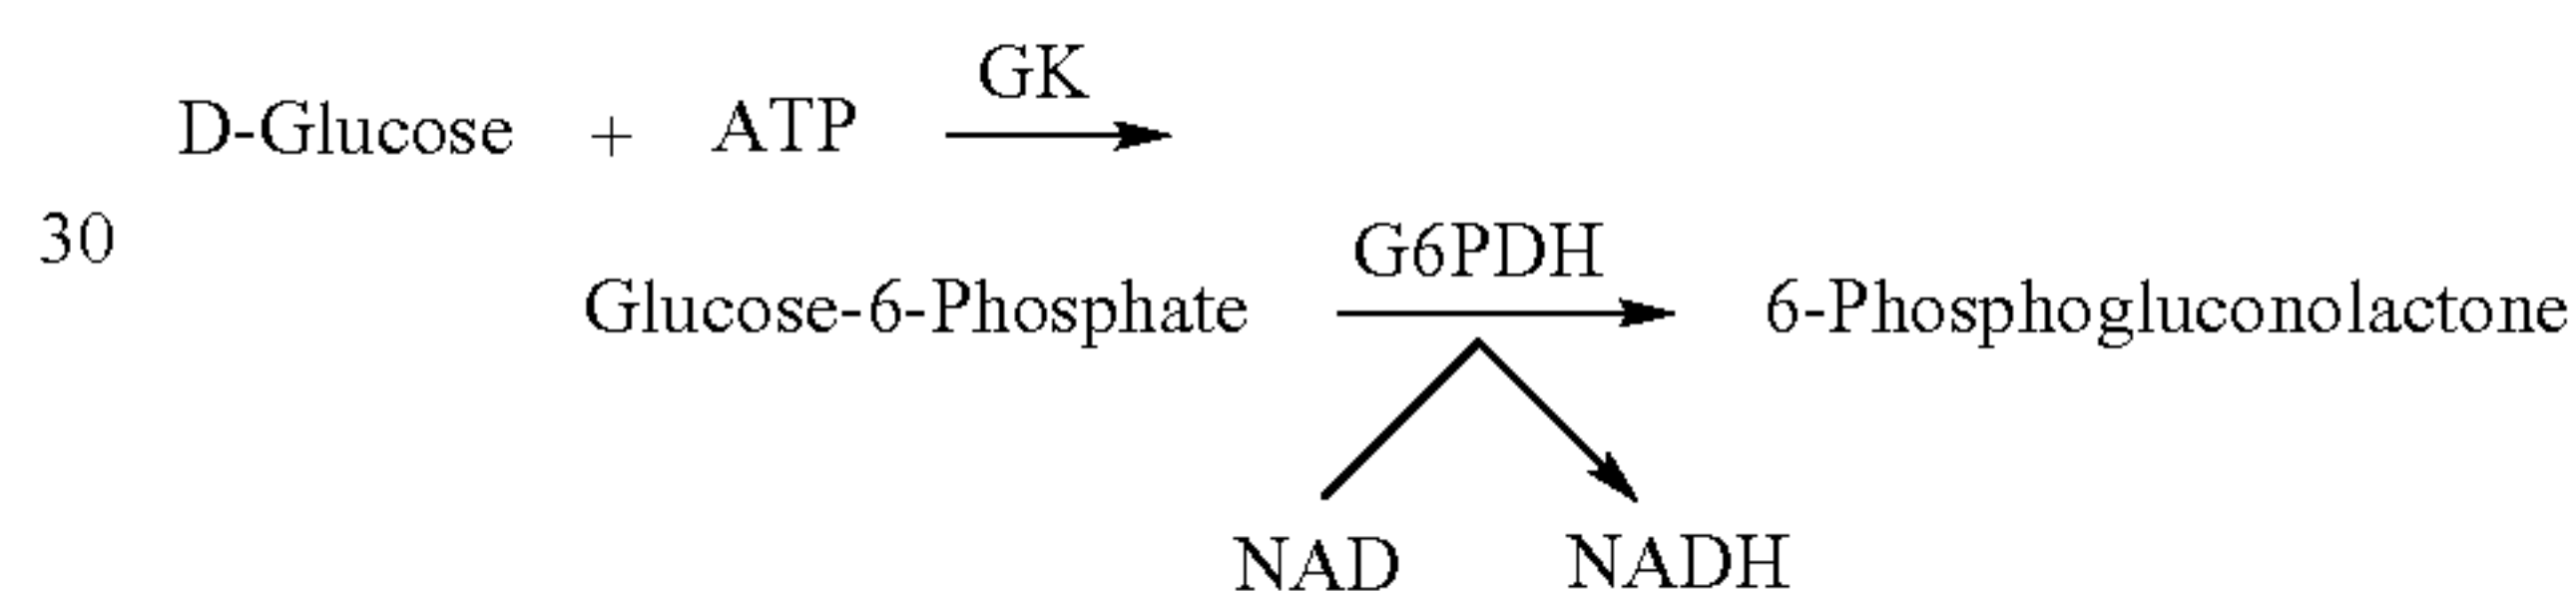 GK
D-Glucose + ATP
30
G6PDH
Glucose-6-Phosphate 6-Phosphogluconolactone
NAD NADH